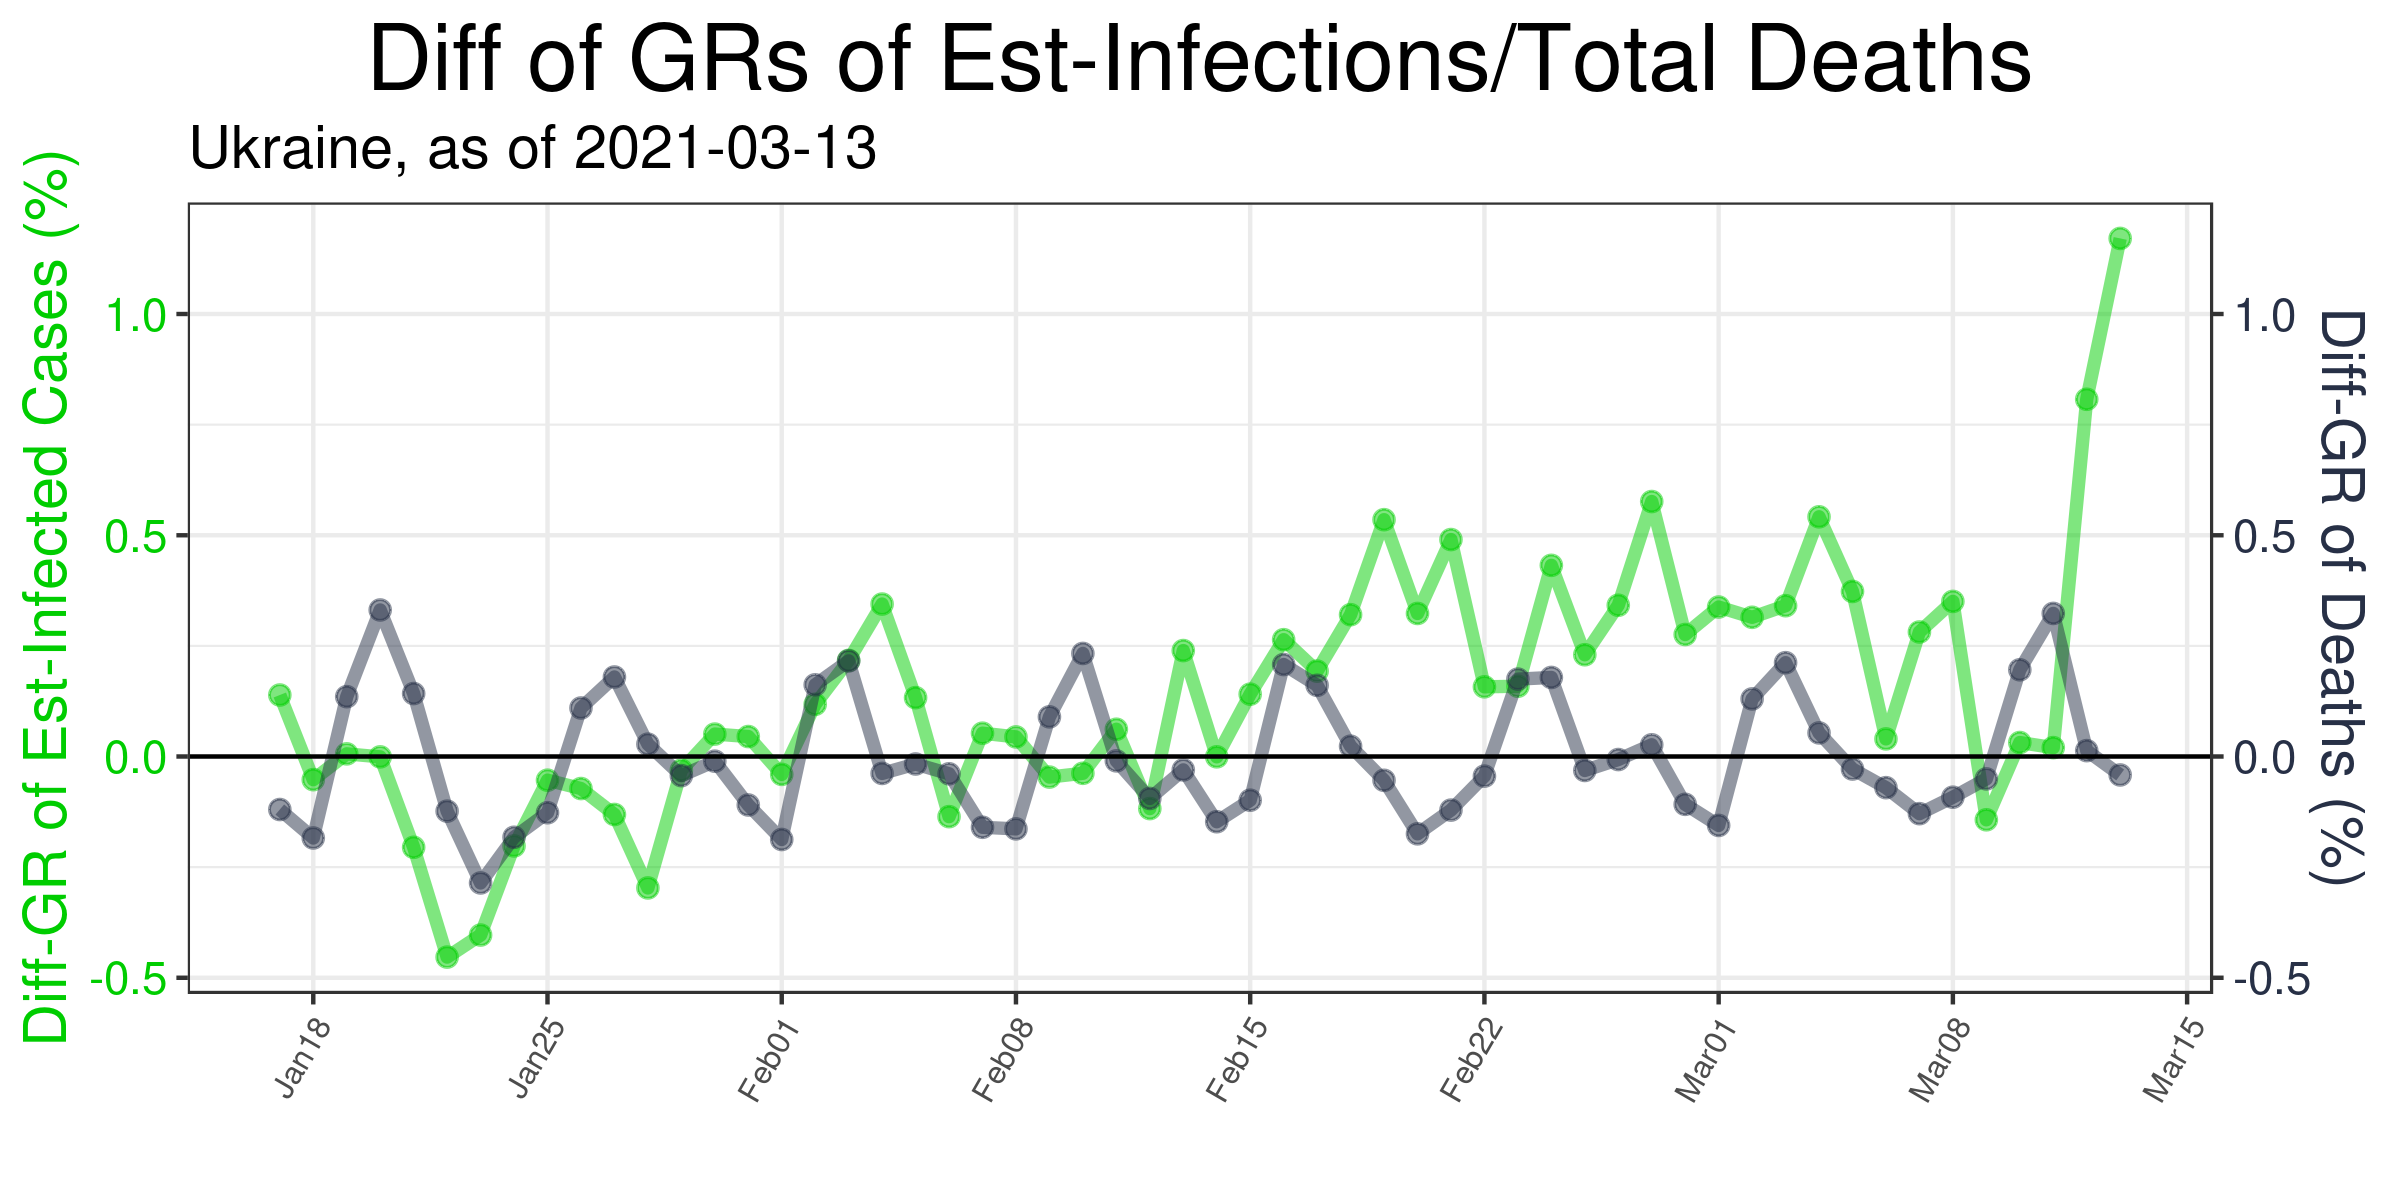 Diff of GRs of Est-Infections/Total Deaths
Ukraine, as of 2021-03-13
Diff-GR of Est-Infected Cases (%)
1.0
0.5
0.0
-0.5
1.0
0.5
0.0
-0.5
Diff-GR of Deaths (%)
Jan18
Jan25
Feb01
Feb08
Feb15
Feb22
Mar01
Mar08
Mar15